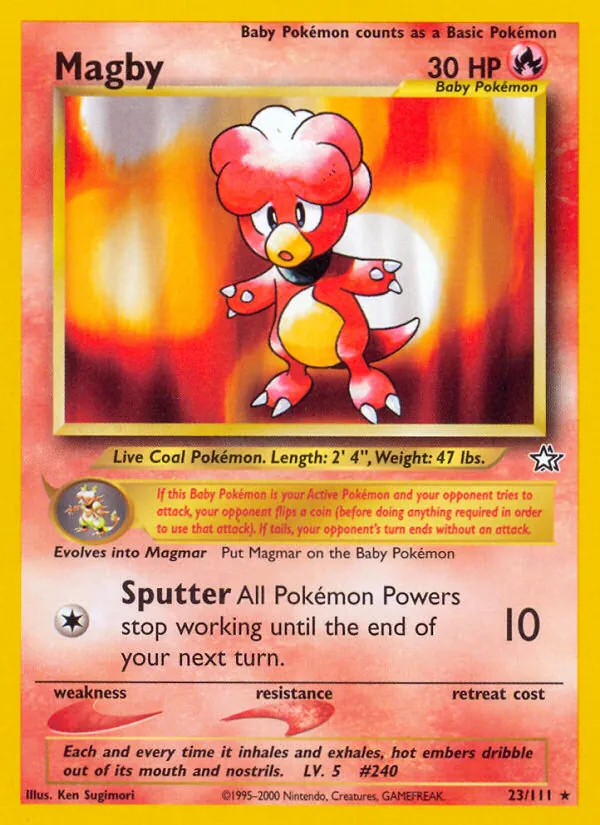 Baby Pokémon counts as a Basic Pokémon
Magby
30 HP
Baby Pokémon
Live Coal Pokémon. Length: 2' 4", Weight: 47 lbs.
If this Baby Pokémon is your Active Pokémon and your opponent tries to
attack, your opponent flips a coin (before doing anything required in order
to use that attack). If tails, your opponent's turn ends without an attack.
Evolves into Magmar Put Magmar on the Baby Pokémon
Sputter All Pokémon Powers
stop working until the end of
your next turn.
10
weakness resistance retreat cost
Each and every time it inhales and exhales, hot embers dribble
out of its mouth and nostrils. LV. 5 #240
Illus. Ken Sugimori ©1995-2000 Nintendo, Creatures, GAMEFREAK. 23/111 ★